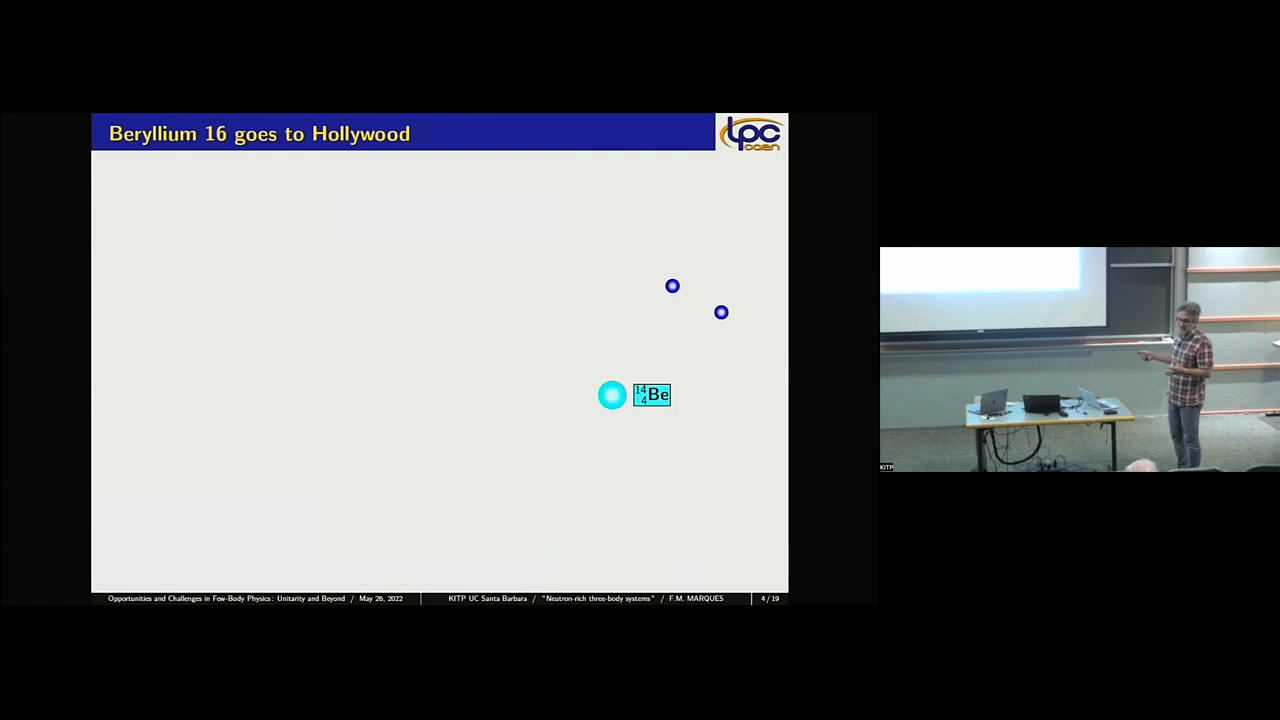 Beryllium 16 goes to Hollywood
LPC
caen
14
4 Be
Opportunities and Challenges in Few-Body Physics: Unitarity and Beyond / May 26, 2022
KITP UC Santa Barbara / "Neutron-rich three-body systems" / F.M. MARQUES
4 / 19
KITP